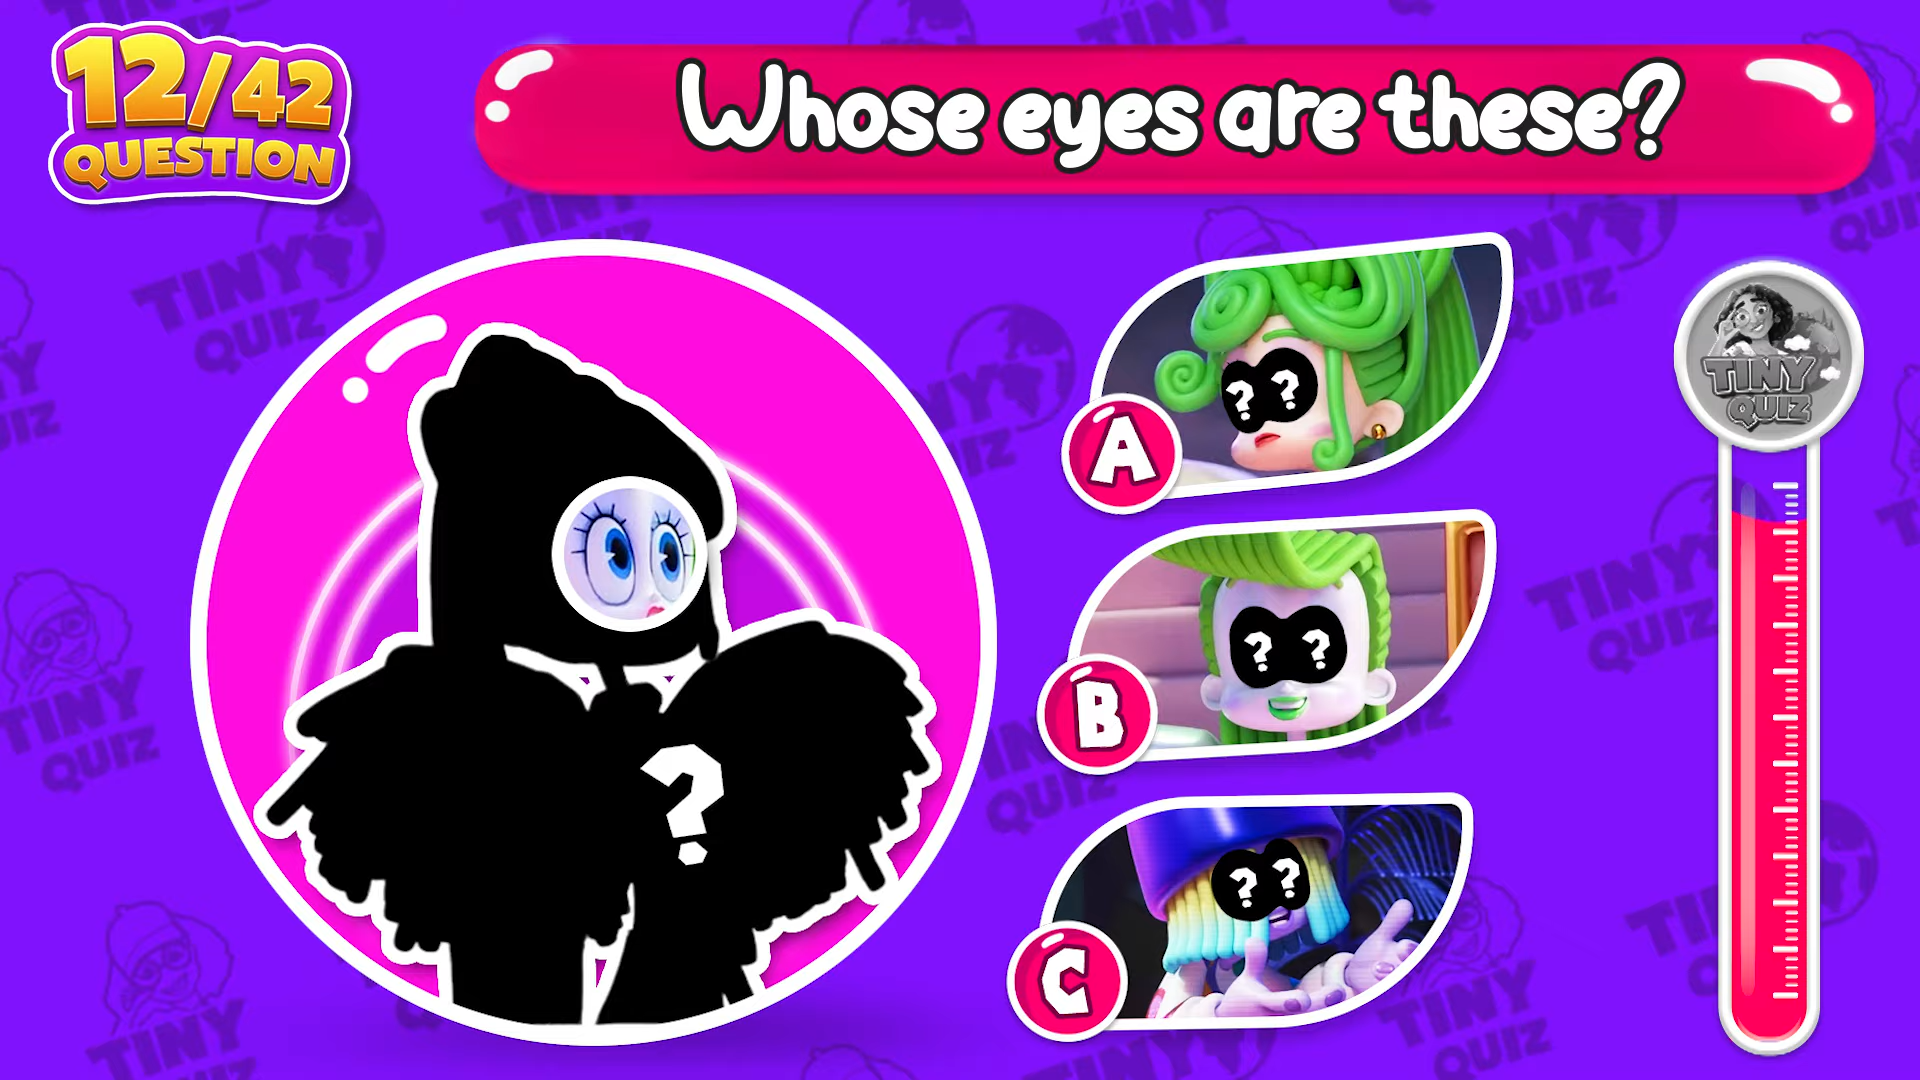 12/42
QUESTION
Whose eyes are these?
TINY
QUIZ
?
A
? ?
B
? ?
C
? ?